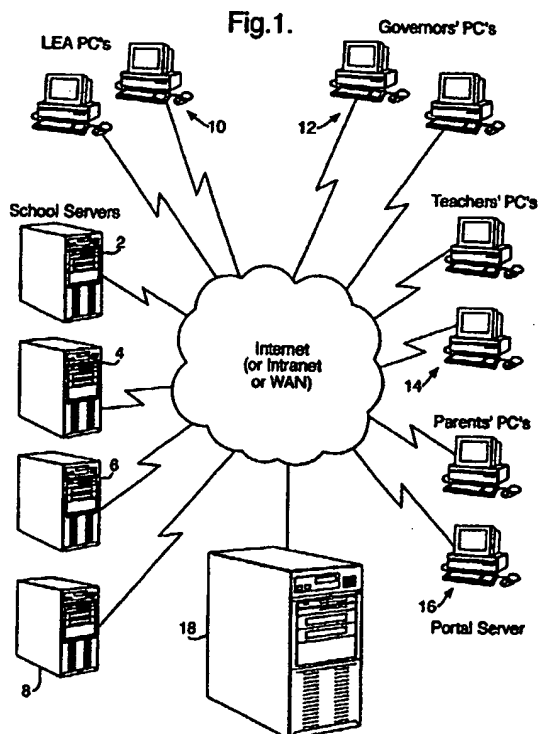 Fig.1.
LEA PC's
Governors' PC's
10
12
School Servers
Teachers' PC's
2
4
Internet
(or Intranet
or WAN)
14
6
Parents' PC's
16
18
Portal Server
8